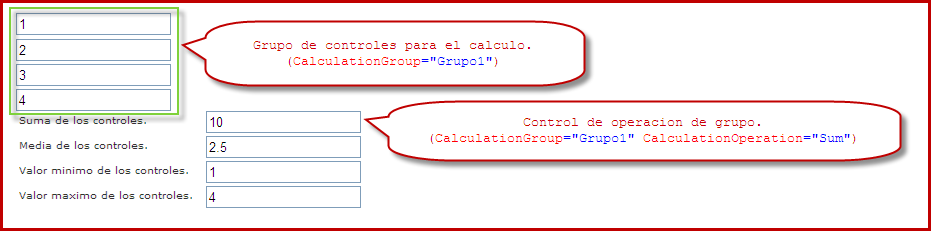 1
2
3
4
Grupo de controles para el calculo.
(CalculationGroup="Grupo1")
Suma de los controles.
10
Media de los controles.
2.5
Valor minimo de los controles.
1
Valor maximo de los controles.
4
Control de operacion de grupo.
(CalculationGroup="Grupo1" CalculationOperation="Sum")